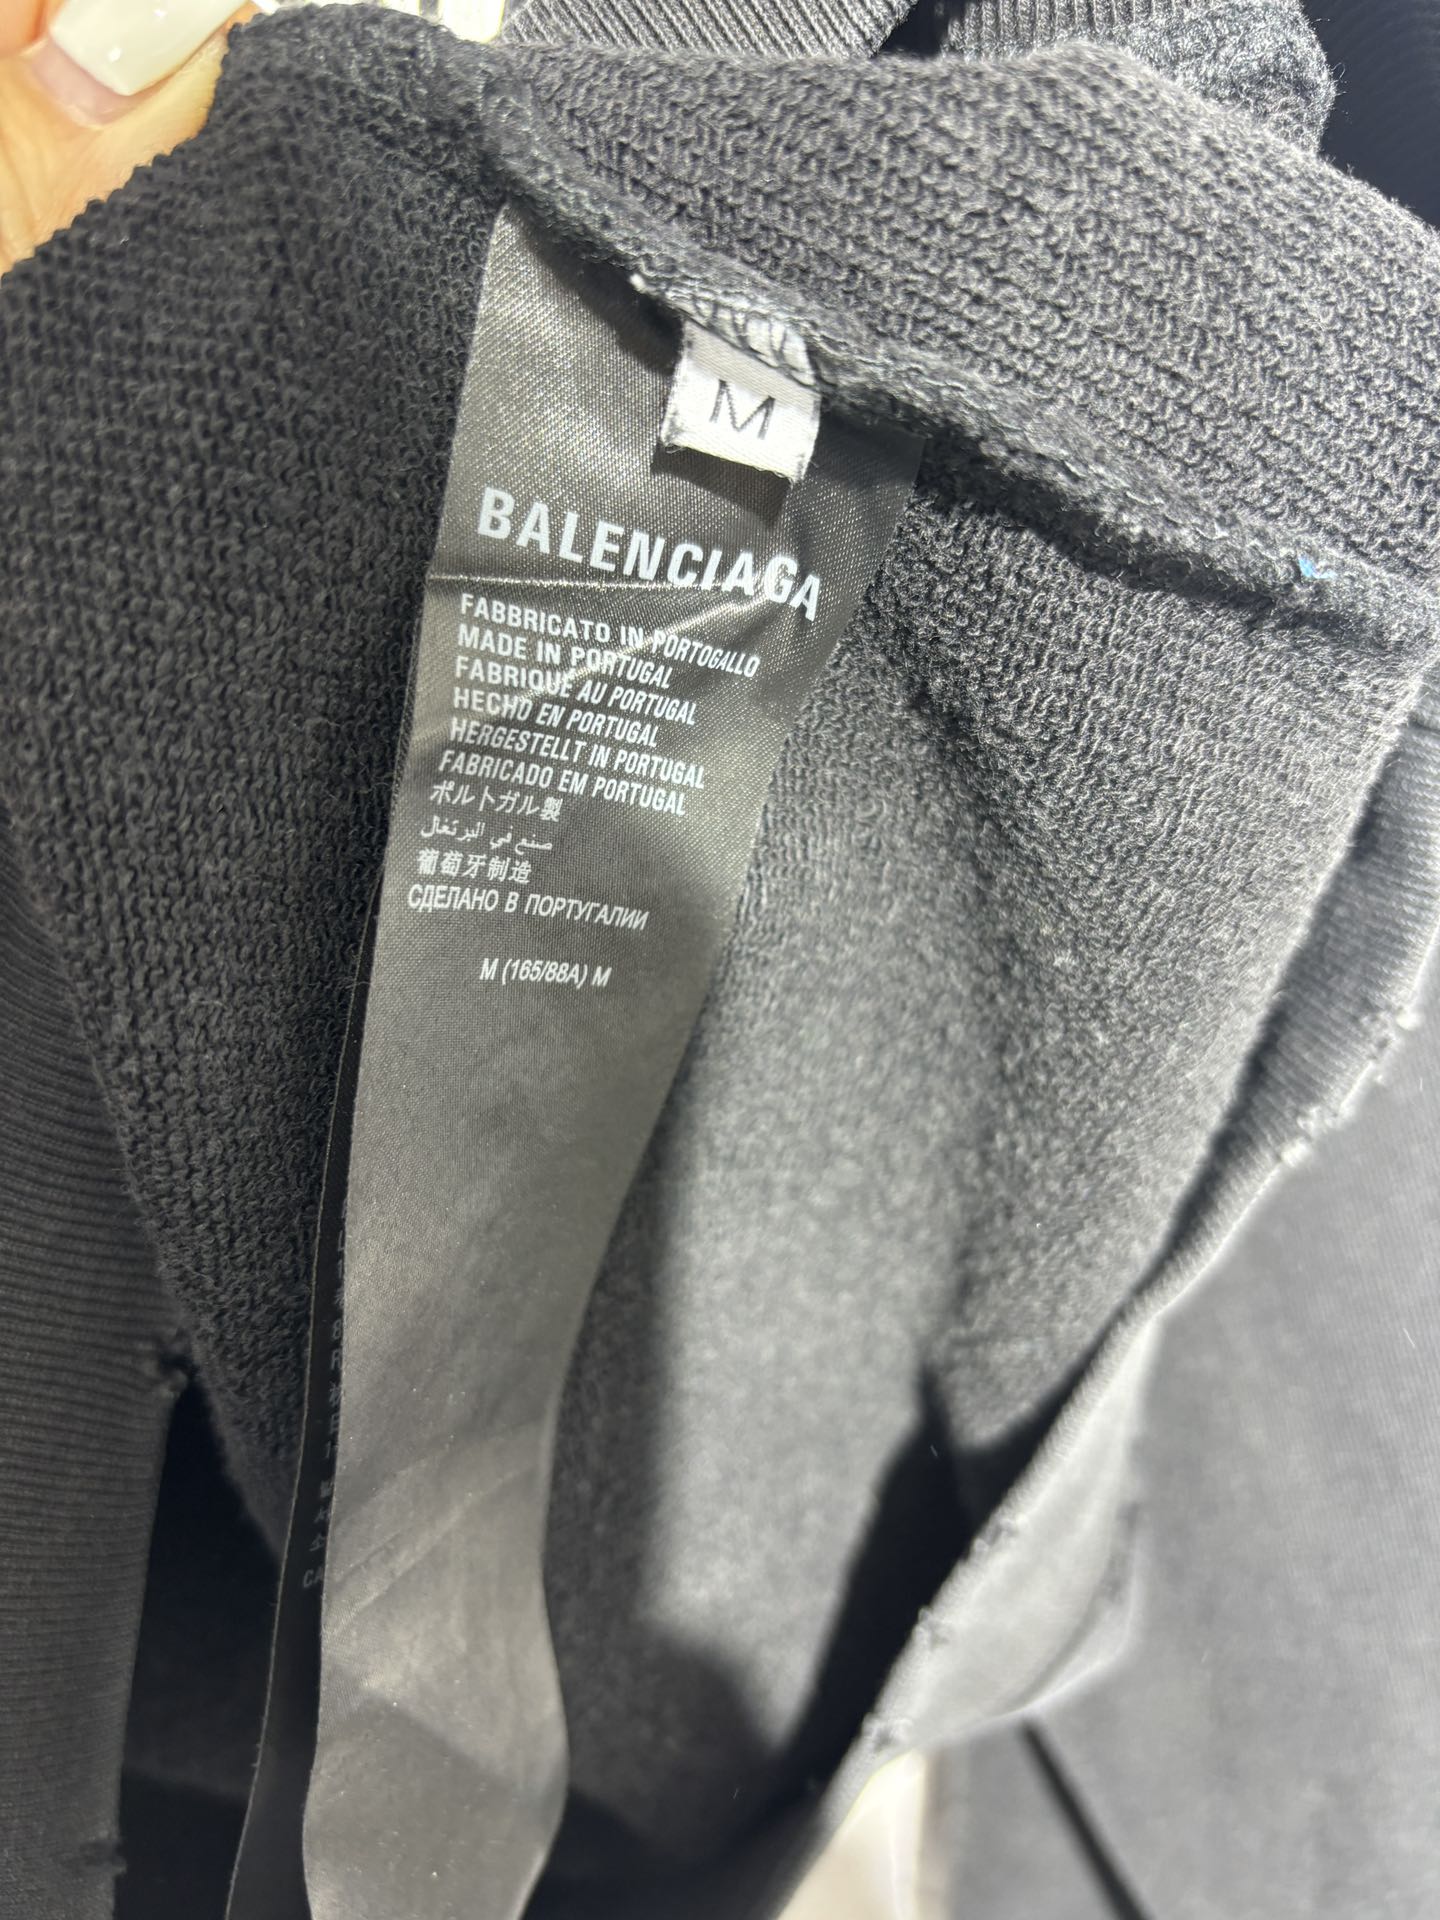 M
BALENCIAGA
FABBRICATO IN PORTOGALLO
MADE IN PORTUGAL
FABRIQUÉ AU PORTUGAL
HECHO EN PORTUGAL
HERGESTELLT IN PORTUGAL
FABRICADO EM PORTUGAL
ポルトガル製
صنع في البرتغال
葡萄牙制造
СДЕЛАНО В ПОРТУГАЛИИ
M (165/88A) M